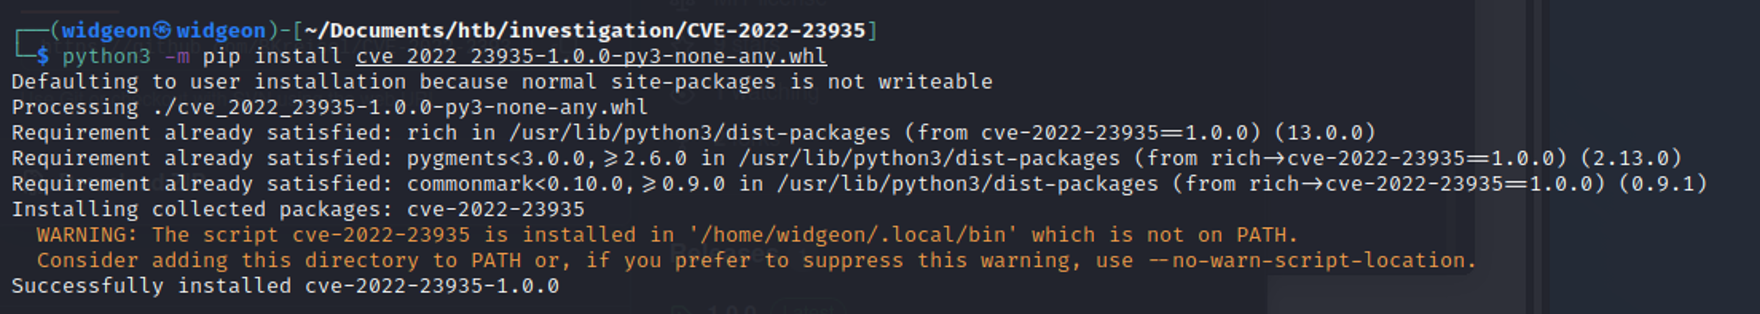 ┌──(widgeon㉿widgeon)-[~/Documents/htb/investigation/CVE-2022-23935]
└─$ python3 -m pip install cve_2022_23935-1.0.0-py3-none-any.whl
Defaulting to user installation because normal site-packages is not writeable
Processing ./cve_2022_23935-1.0.0-py3-none-any.whl
Requirement already satisfied: rich in /usr/lib/python3/dist-packages (from cve-2022-23935==1.0.0) (13.0.0)
Requirement already satisfied: pygments<3.0.0,>=2.6.0 in /usr/lib/python3/dist-packages (from rich->cve-2022-23935==1.0.0) (2.13.0)
Requirement already satisfied: commonmark<0.10.0,>=0.9.0 in /usr/lib/python3/dist-packages (from rich->cve-2022-23935==1.0.0) (0.9.1)
Installing collected packages: cve-2022-23935
  WARNING: The script cve-2022-23935 is installed in '/home/widgeon/.local/bin' which is not on PATH.
  Consider adding this directory to PATH or, if you prefer to suppress this warning, use --no-warn-script-location.
Successfully installed cve-2022-23935-1.0.0